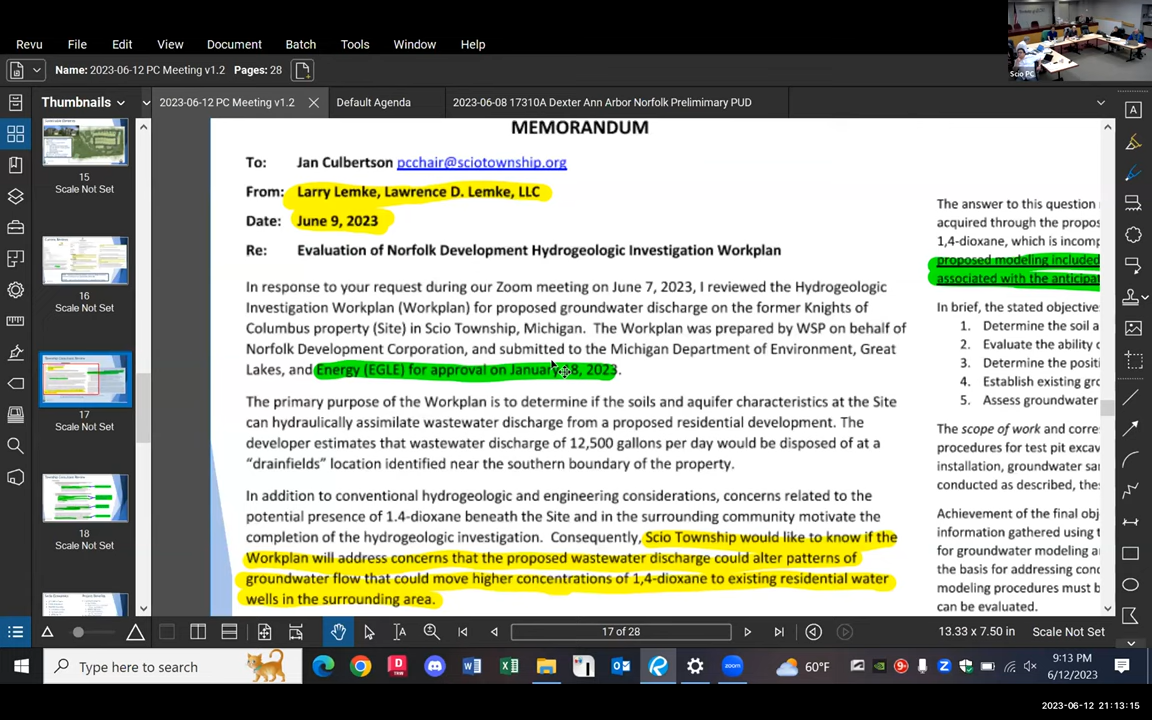 Revu File Edit View Document Batch Tools Window Help
Scio PC
Name: 2023-06-12 PC Meeting v1.2 Pages: 28
Thumbnails
2023-06-12 PC Meeting v1.2
Default Agenda
2023-06-08 17310A Dexter Ann Arbor Norfolk Prelimimary PUD
15
Scale Not Set
16
Scale Not Set
17
Scale Not Set
18
Scale Not Set
MEMORANDUM
To: Jan Culbertson pcchair@sciotownship.org
From: Larry Lemke, Lawrence D. Lemke, LLC
Date: June 9, 2023
Re: Evaluation of Norfolk Development Hydrogeologic Investigation Workplan
In response to your request during our Zoom meeting on June 7, 2023, I reviewed the Hydrogeologic
Investigation Workplan (Workplan) for proposed groundwater discharge on the former Knights of
Columbus property (Site) in Scio Township, Michigan. The Workplan was prepared by WSP on behalf of
Norfolk Development Corporation, and submitted to the Michigan Department of Environment, Great
Lakes, and Energy (EGLE) for approval on January 8, 2023.
The primary purpose of the Workplan is to determine if the soils and aquifer characteristics at the Site
can hydraulically assimilate wastewater discharge from a proposed residential development. The
developer estimates that wastewater discharge of 12,500 gallons per day would be disposed of at a
“drainfields” location identified near the southern boundary of the property.
In addition to conventional hydrogeologic and engineering considerations, concerns related to the
potential presence of 1.4-dioxane beneath the Site and in the surrounding community motivate the
completion of the hydrogeologic investigation. Consequently, Scio Township would like to know if the
Workplan will address concerns that the proposed wastewater discharge could alter patterns of
groundwater flow that could move higher concentrations of 1,4-dioxane to existing residential water
wells in the surrounding area.
The answer to this question
acquired through the propos
1,4-dioxane, which is incomp
proposed modeling included
associated with the anticipat
In brief, the stated objective
1. Determine the soil a
2. Evaluate the ability o
3. Determine the positi
4. Establish existing gro
5. Assess groundwater
The scope of work and corre
procedures for test pit excav
installation, groundwater sar
conducted as described, thes
Achievement of the final obj
information gathered using t
for groundwater modeling a
the basis for addressing conc
modeling procedures must b
can be evaluated.
17 of 28
13.33 x 7.50 in Scale Not Set
Type here to search
60°F
9:13 PM
6/12/2023
2023-06-12 21:13:15